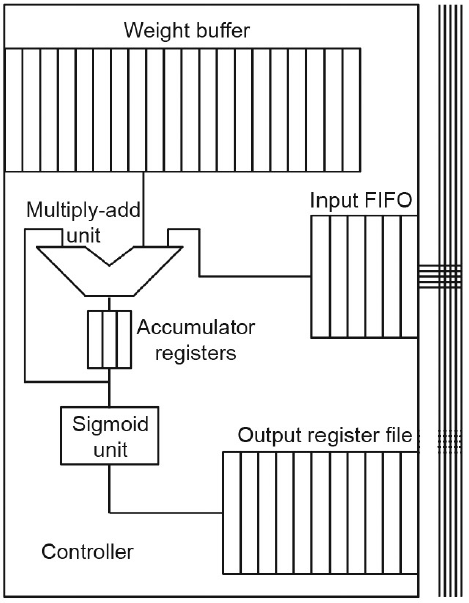 Weight buffer
Multiply-add
unit
Input FIFO
Accumulator
registers
Sigmoid
unit
Output register file
Controller